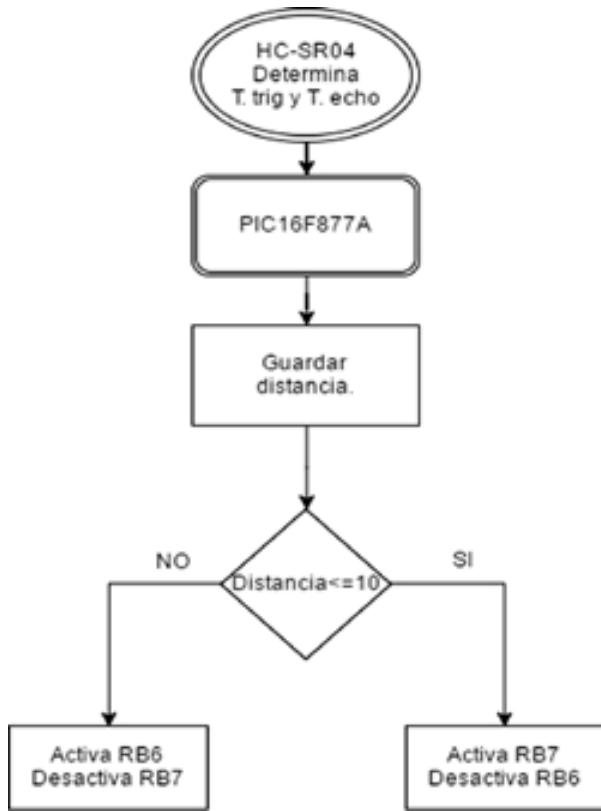 HC-SR04
Determina
T. trig y T. echo
PIC16F877A
Guardar
distancia.
NO
Distancia<=10
SI
Activa RB6
Desactiva RB7
Activa RB7
Desactiva RB6